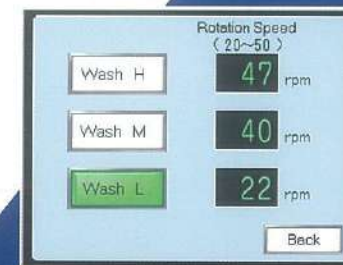 Rotation Speed
( 20~50 )
Wash H 47 rpm
Wash M 40 rpm
Wash L 22 rpm
Back